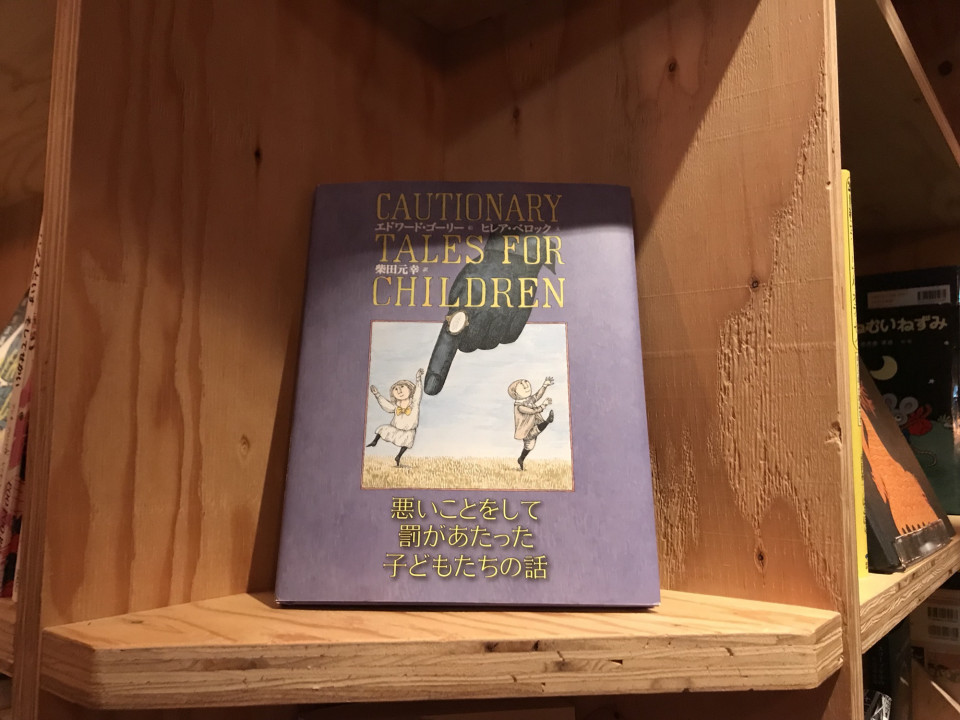 CAUTIONARY
エドワード・ゴーリー ヒレア・ベロック
TALES FOR
柴田元幸 訳
CHILDREN
悪いことをして
罰があたった
子どもたちの話
ねむいねずみ